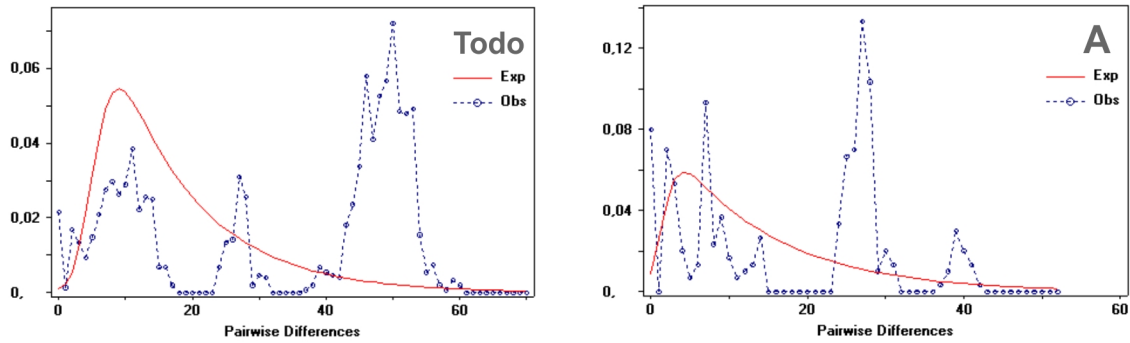 Todo
Exp
Obs
0,06
0,04
0,02
0,
0
20
40
60
Pairwise Differences
A
Exp
Obs
0,12
0,08
0,04
0,
0
20
40
60
Pairwise Differences